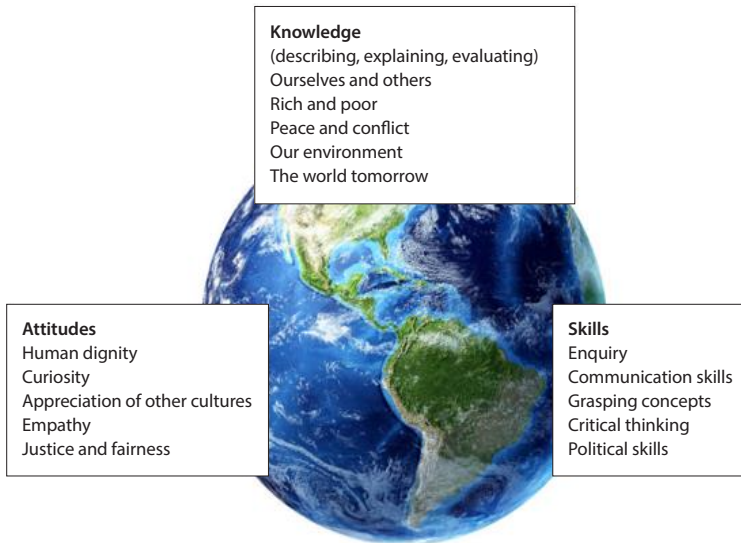 Knowledge
(describing, explaining, evaluating)
Ourselves and others
Rich and poor
Peace and conflict
Our environment
The world tomorrow
Attitudes
Human dignity
Curiosity
Appreciation of other cultures
Empathy
Justice and fairness
Skills
Enquiry
Communication skills
Grasping concepts
Critical thinking
Political skills